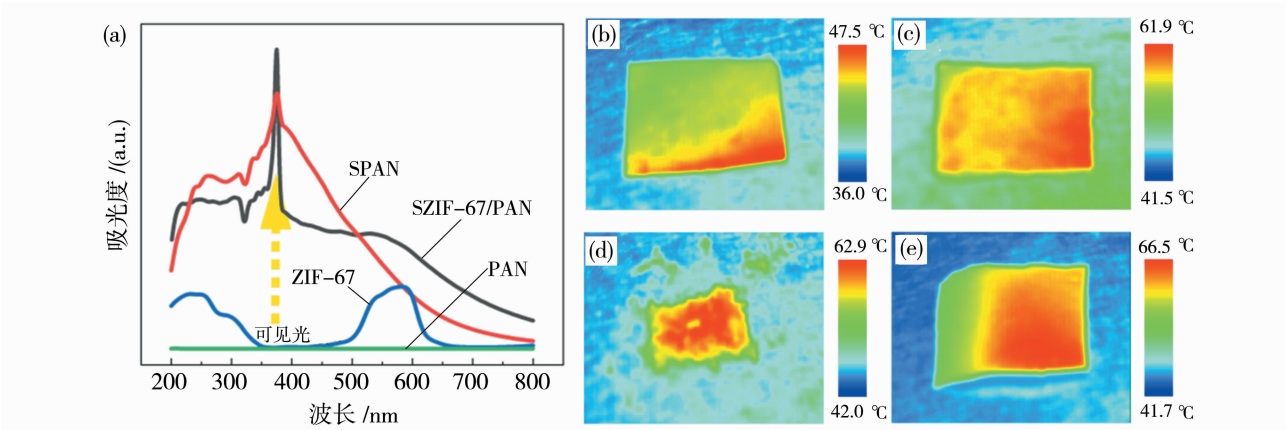 (a)
吸光度 /(a.u.)
SPAN
SZIF-67/PAN
ZIF-67
PAN
可见光
200 300 400 500 600 700 800
波长 /nm
(b)
47.5 ℃
36.0 ℃
(c)
61.9 ℃
41.5 ℃
(d)
62.9 ℃
42.0 ℃
(e)
66.5 ℃
41.7 ℃